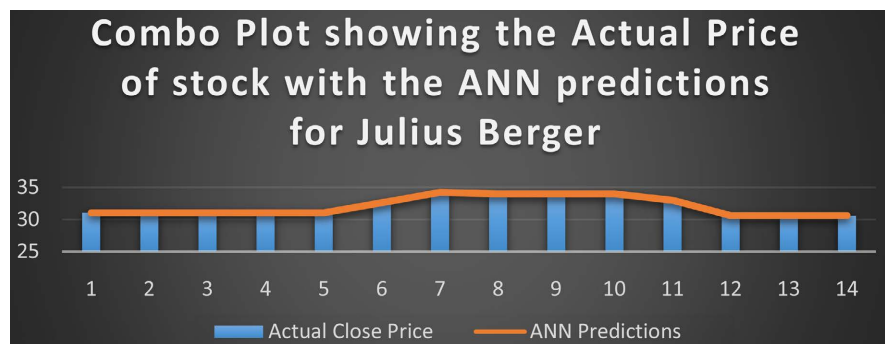 Combo Plot showing the Actual Price
of stock with the ANN predictions
for Julius Berger
35
30
25
1 2 3 4 5 6 7 8 9 10 11 12 13 14
Actual Close Price ANN Predictions